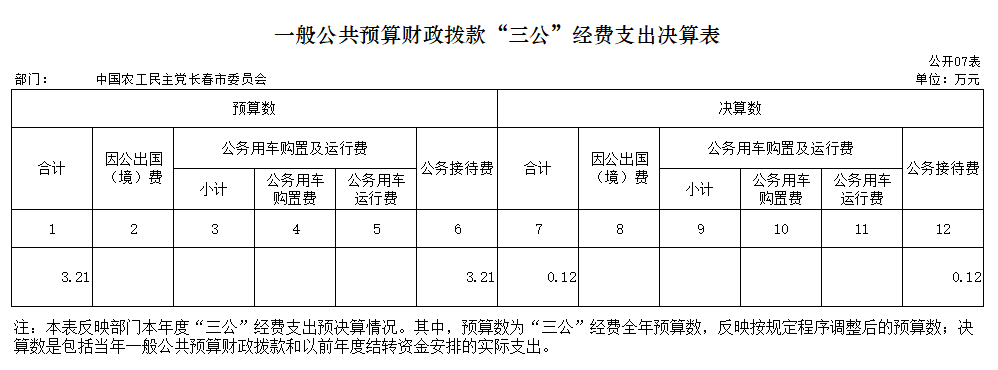 一般公共预算财政拨款“三公”经费支出决算表
公开07表
部门： 中国农工民主党长春市委员会 单位：万元
预算数 决算数
合计 因公出国（境）费 公务用车购置及运行费 公务接待费 合计 因公出国（境）费 公务用车购置及运行费 公务接待费
小计 公务用车购置费 公务用车运行费 小计 公务用车购置费 公务用车运行费
1 2 3 4 5 6 7 8 9 10 11 12
3.21 3.21 0.12 0.12
注：本表反映部门本年度“三公”经费支出预决算情况。其中，预算数为“三公”经费全年预算数，反映按规定程序调整后的预算数；决
算数是包括当年一般公共预算财政拨款和以前年度结转资金安排的实际支出。